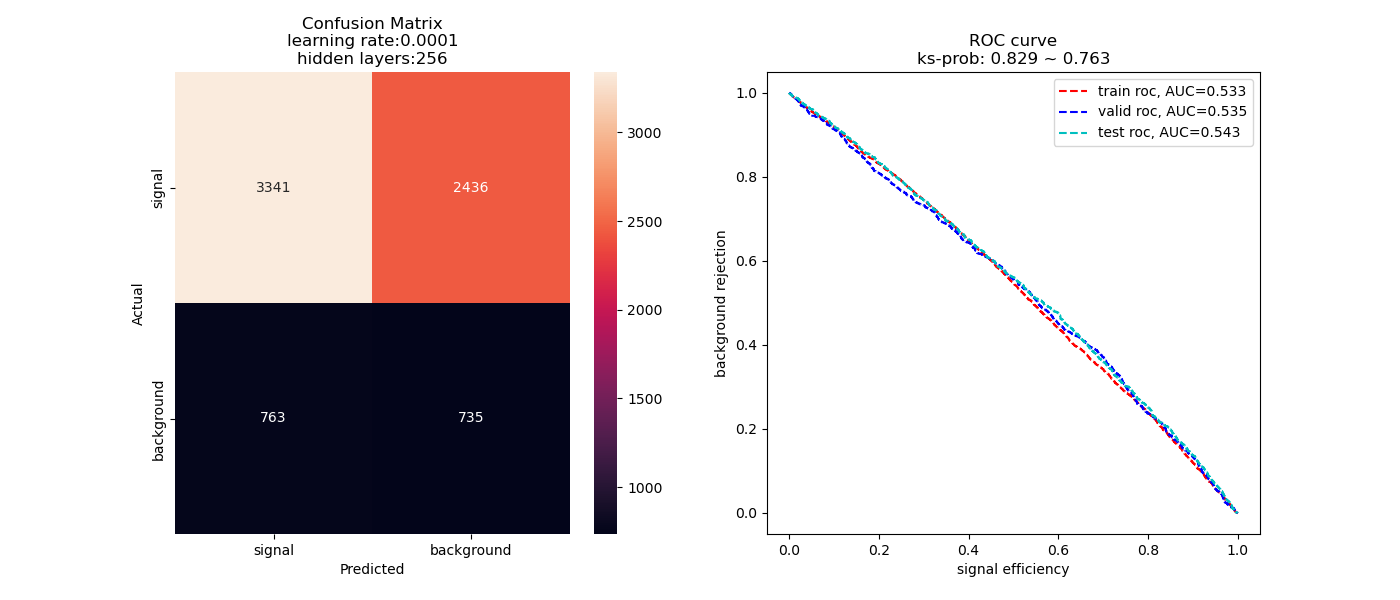 Confusion Matrix
learning rate:0.0001
hidden layers:256
signal
background
Actual
3341
2436
763
735
signal
background
Predicted
3000
2500
2000
1500
1000
ROC curve
ks-prob: 0.829 ~ 0.763
train roc, AUC=0.533
valid roc, AUC=0.535
test roc, AUC=0.543
background rejection
1.0
0.8
0.6
0.4
0.2
0.0
0.0
0.2
0.4
0.6
0.8
1.0
signal efficiency